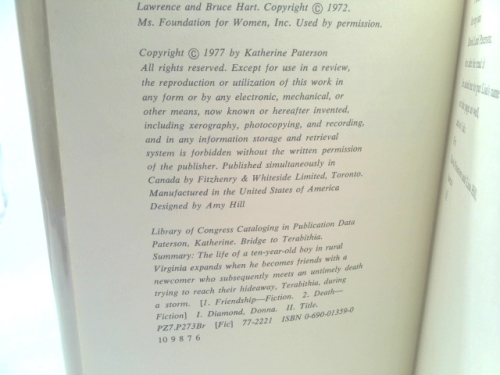 Lawrence and Bruce Hart. Copyright © 1972.
Ms. Foundation for Women, Inc. Used by permission.
Copyright © 1977 by Katherine Paterson
All rights reserved. Except for use in a review,
the reproduction or utilization of this work in
any form or by any electronic, mechanical, or
other means, now known or hereafter invented,
including xerography, photocopying, and recording,
and in any information storage and retrieval
system is forbidden without the written permission
of the publisher. Published simultaneously in
Canada by Fitzhenry & Whiteside Limited, Toronto.
Manufactured in the United States of America
Designed by Amy Hill
Library of Congress Cataloging in Publication Data
Paterson, Katherine. Bridge to Terabithia.
Summary: The life of a ten-year-old boy in rural
Virginia expands when he becomes friends with a
newcomer who subsequently meets an untimely death
trying to reach their hideaway, Terabithia, during
a storm. [1. Friendship—Fiction. 2. Death—
Fiction] I. Diamond, Donna. II. Title.
PZ7.P273Br [Fic] 77-2221 ISBN 0-690-01359-0
10 9 8 7 6